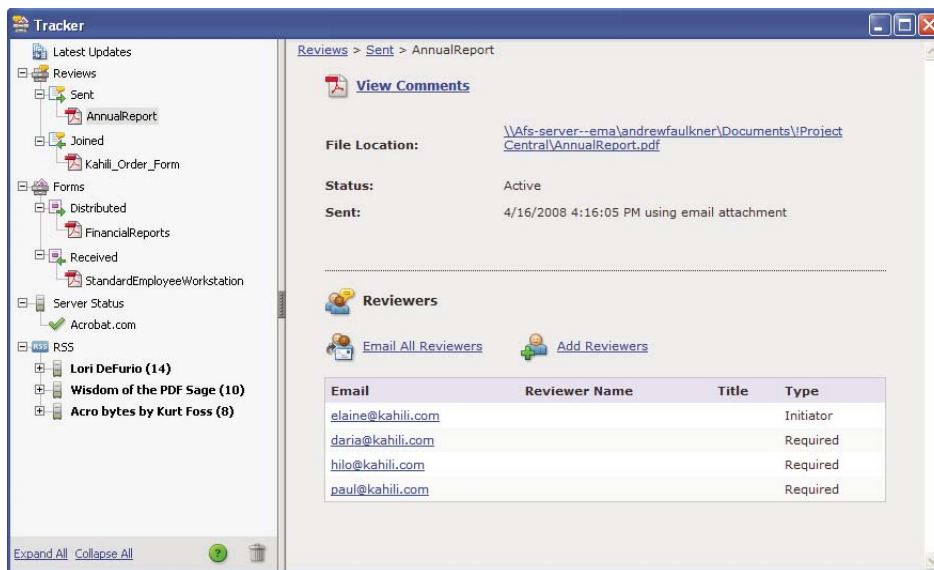 Tracker
Latest Updates
Reviews
Sent
AnnualReport
Joined
Kahili_Order_Form
Forms
Distributed
FinancialReports
Received
StandardEmployeeWorkstation
Server Status
Acrobat.com
RSS RSS
Lori DeFurio (14)
Wisdom of the PDF Sage (10)
Acro bytes by Kurt Foss (8)
Expand All Collapse All
Reviews > Sent > AnnualReport
View Comments
File Location: \\Afs-server--ema\andrewfaulkner\Documents\!Project
Central\AnnualReport.pdf
Status: Active
Sent: 4/16/2008 4:16:05 PM using email attachment
Reviewers
Email All Reviewers Add Reviewers
Email Reviewer Name Title Type
elaine@kahili.com Initiator
daria@kahili.com Required
hilo@kahili.com Required
paul@kahili.com Required